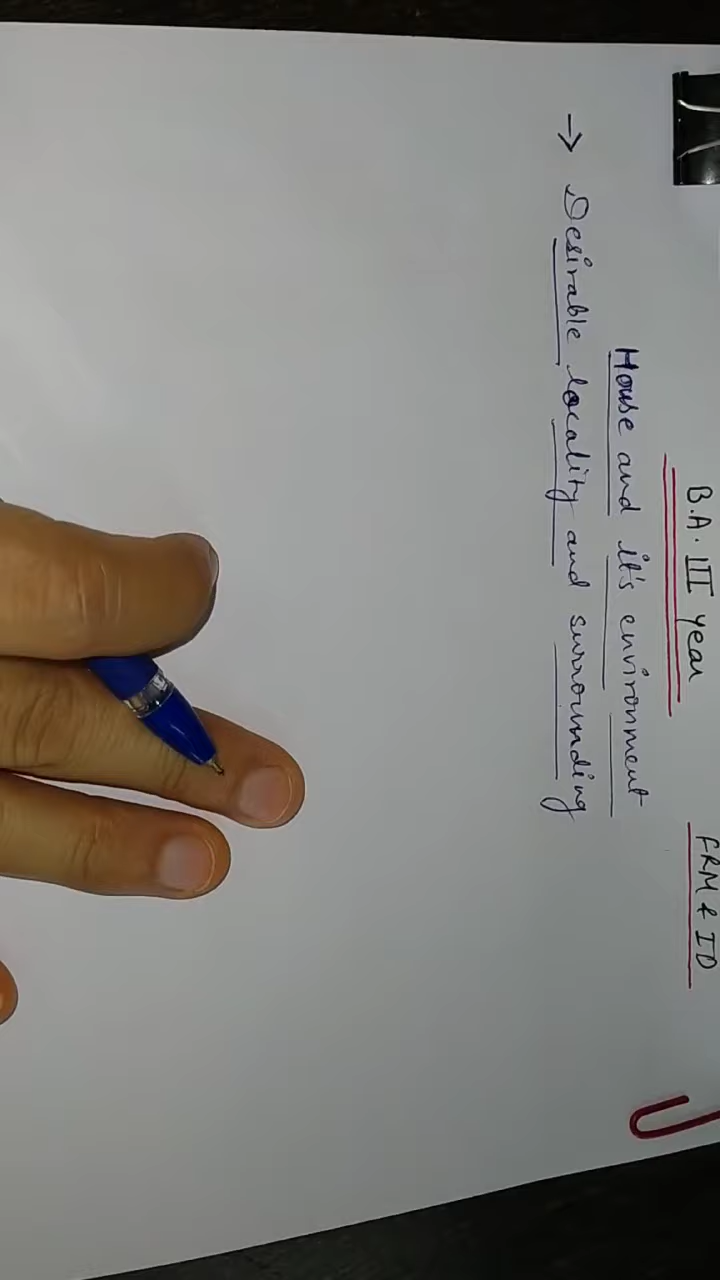 B.A. III year
FRM & ID
House and it's environment
→ Desirable locality and surrounding